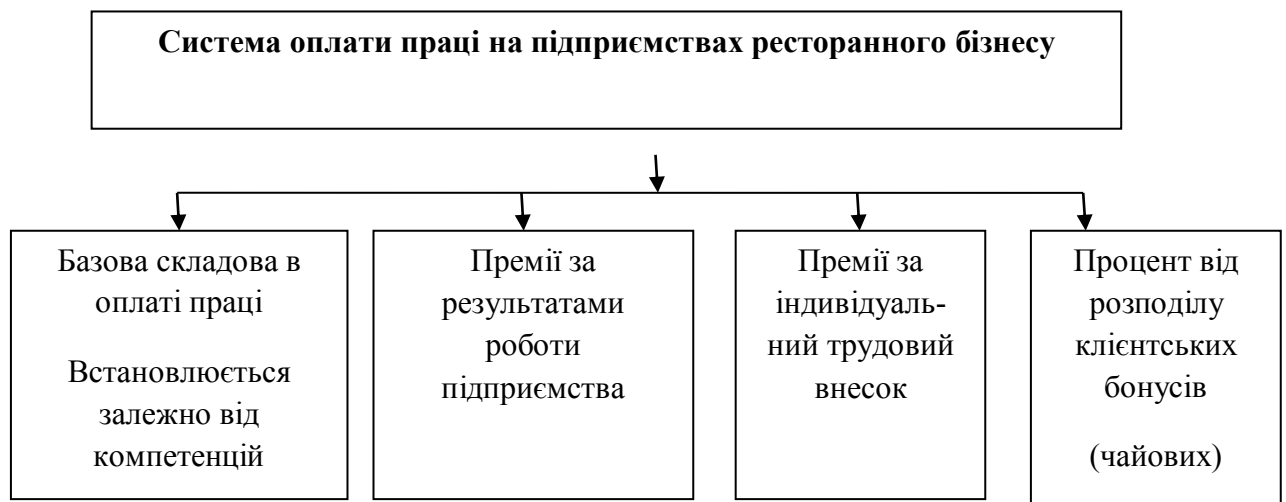 Система оплати праці на підприємствах ресторанного бізнесу
Базова складова в
оплаті праці
Встановлюється
залежно від
компетенцій
Премії за
результатами
роботи
підприємства
Премії за
індивідуаль-
ний трудовий
внесок
Процент від
розподілу
клієнтських
бонусів
(чайових)